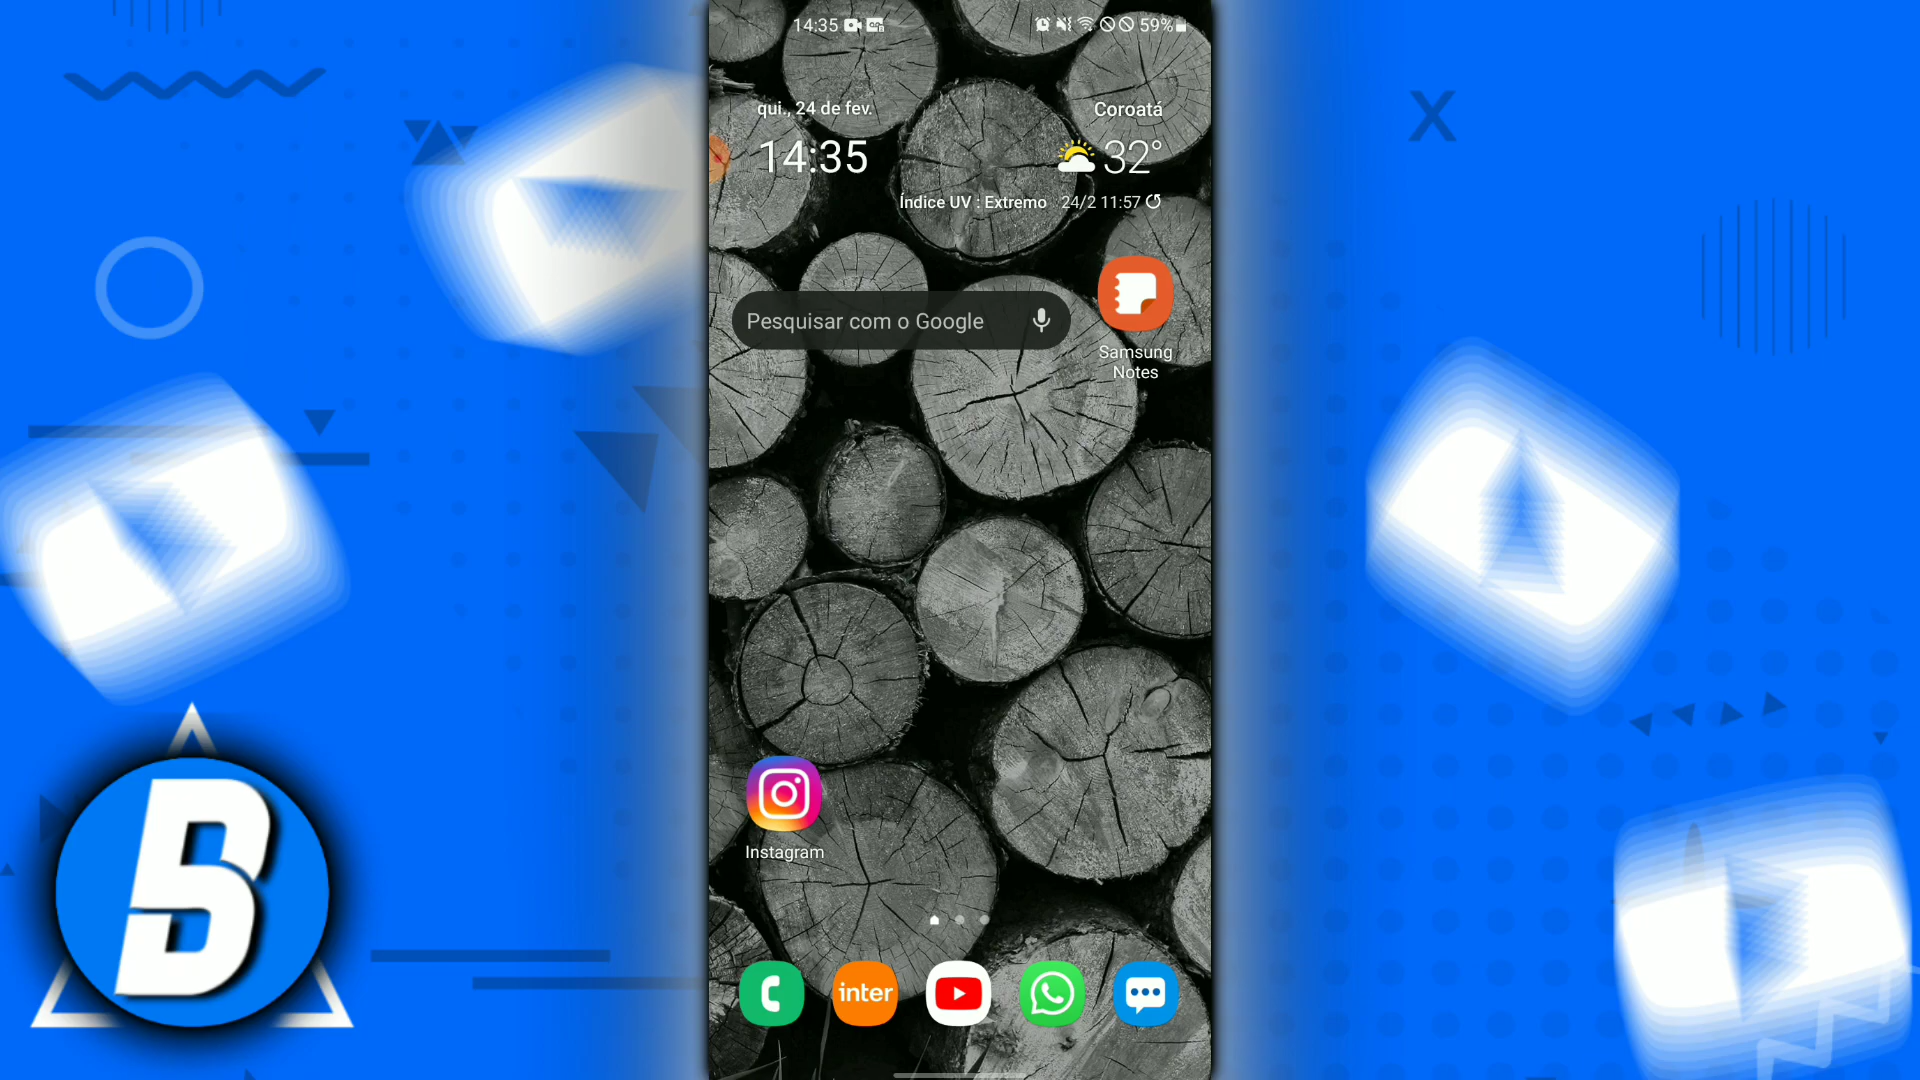 14:35
59%
qui., 24 de fev.
Coroatá
14:35
32°
Índice UV : Extremo 24/2 11:57
Pesquisar com o Google
Samsung
Notes
Instagram
inter
B
X